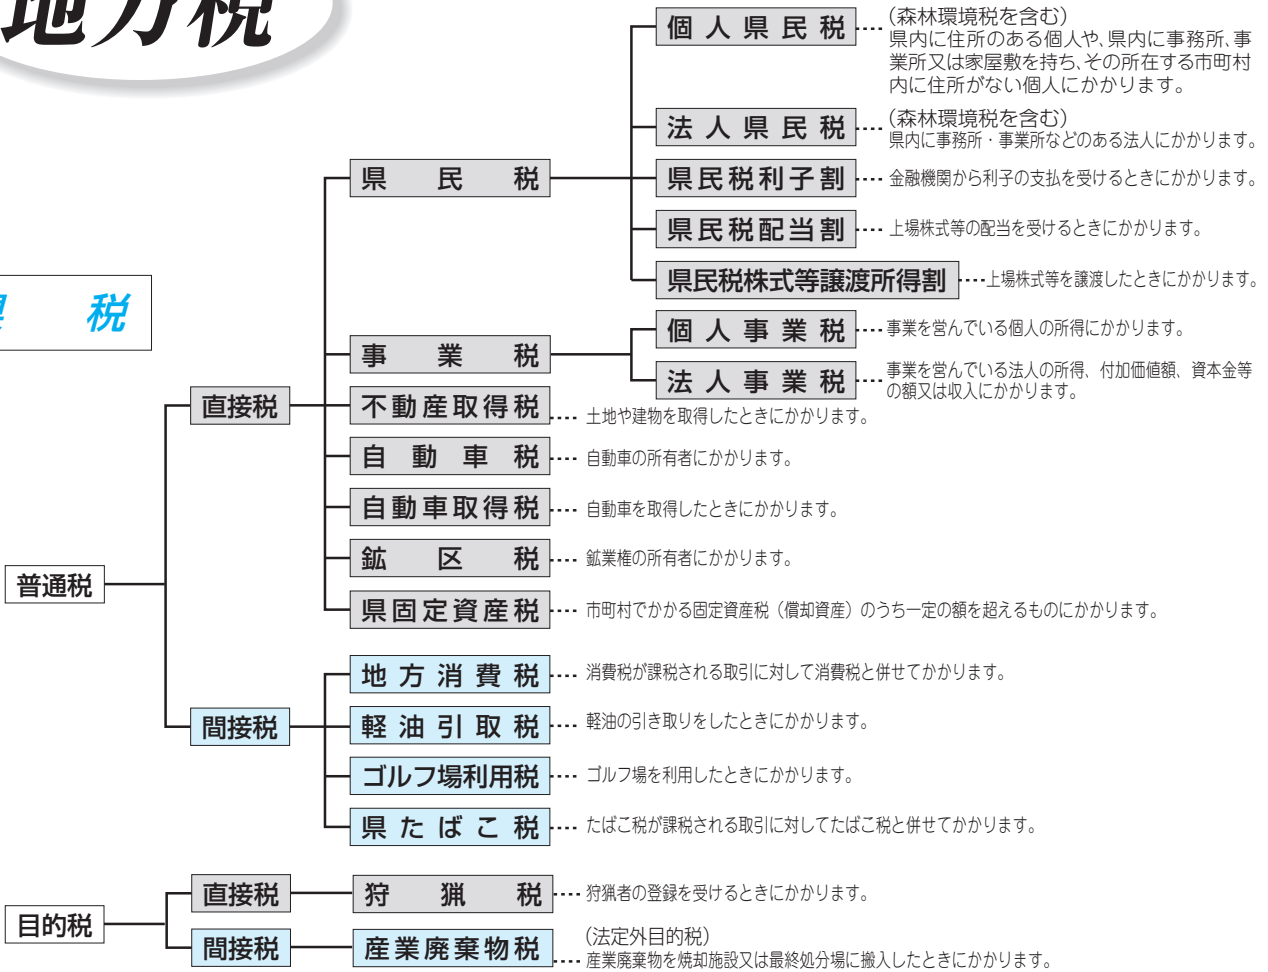 地方税
県 税
普通税
直接税
県民税
個人県民税
(森林環境税を含む)
県内に住所のある個人や、県内に事務所、事
業所又は家屋敷を持ち、その所在する市町村
内に住所がない個人にかかります。
法人県民税
(森林環境税を含む)
県内に事務所・事業所などのある法人にかかります。
県民税利子割
金融機関から利子の支払を受けるときにかかります。
県民税配当割
上場株式等の配当を受けるときにかかります。
県民税株式等譲渡所得割
上場株式等を譲渡したときにかかります。
事業税
個人事業税
事業を営んでいる個人の所得にかかります。
法人事業税
事業を営んでいる法人の所得、付加価値額、資本金等
の額又は収入にかかります。
不動産取得税
土地や建物を取得したときにかかります。
自動車税
自動車の所有者にかかります。
自動車取得税
自動車を取得したときにかかります。
鉱区税
鉱業権の所有者にかかります。
県固定資産税
市町村でかかる固定資産税（償却資産）のうち一定の額を超えるものにかかります。
間接税
地方消費税
消費税が課税される取引に対して消費税と併せてかかります。
軽油引取税
軽油の引き取りをしたときにかかります。
ゴルフ場利用税
ゴルフ場を利用したときにかかります。
県たばこ税
たばこ税が課税される取引に対してたばこ税と併せてかかります。
目的税
直接税
狩猟税
狩猟者の登録を受けるときにかかります。
間接税
産業廃棄物税
(法定外目的税)
産業廃棄物を焼却施設又は最終処分場に搬入したときにかかります。